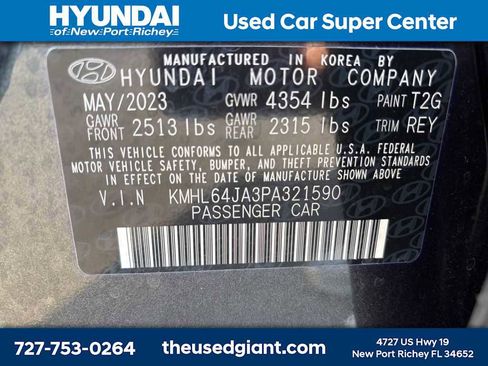 HYUNDAI
of New Port Richey
Used Car Super Center
MANUFACTURED IN KOREA BY
HYUNDAI MOTOR COMPANY
MAY/2023 GVWR 4354 lbs PAINT T2G
GAWR FRONT 2513 lbs GAWR REAR 2315 lbs TRIM REY
THIS VEHICLE CONFORMS TO ALL APPLICABLE U.S.A. FEDERAL
MOTOR VEHICLE SAFETY, BUMPER, AND THEFT PREVENTION STANDARDS
IN EFFECT ON THE DATE OF MANUFACTURE SHOWN ABOVE.
V.I.N KMHL64JA3PA321590
PASSENGER CAR
727-753-0264
theusedgiant.com
4727 US Hwy 19
New Port Richey FL 34652